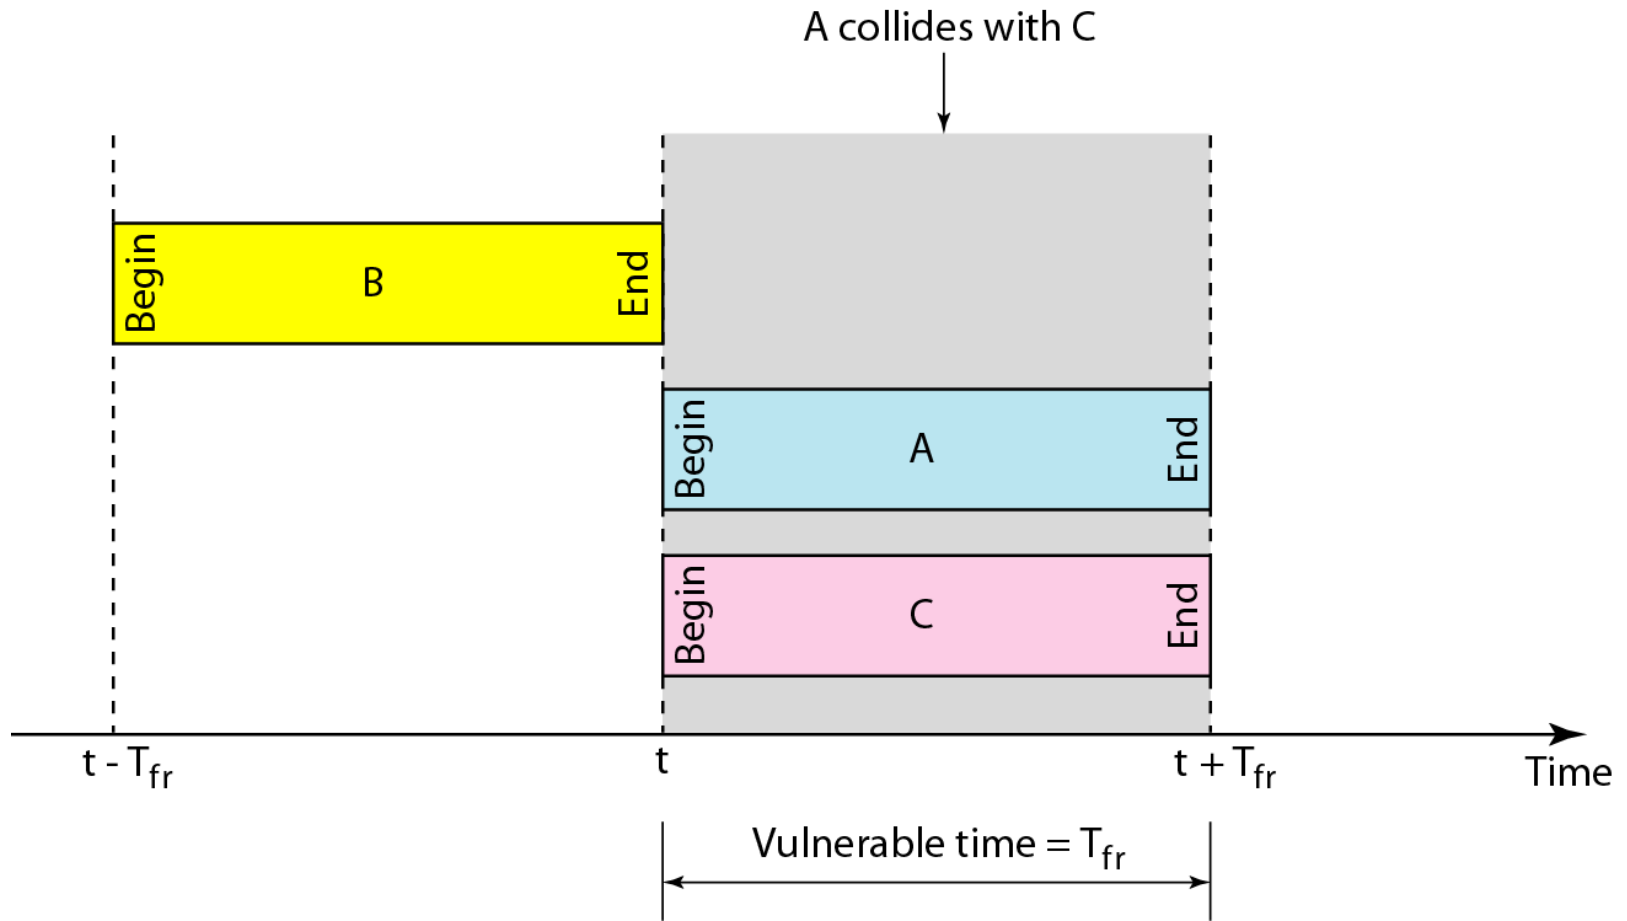 A collides with C
Begin B End
Begin A End
Begin C End
t - Tfr t t + Tfr Time
Vulnerable time = Tfr